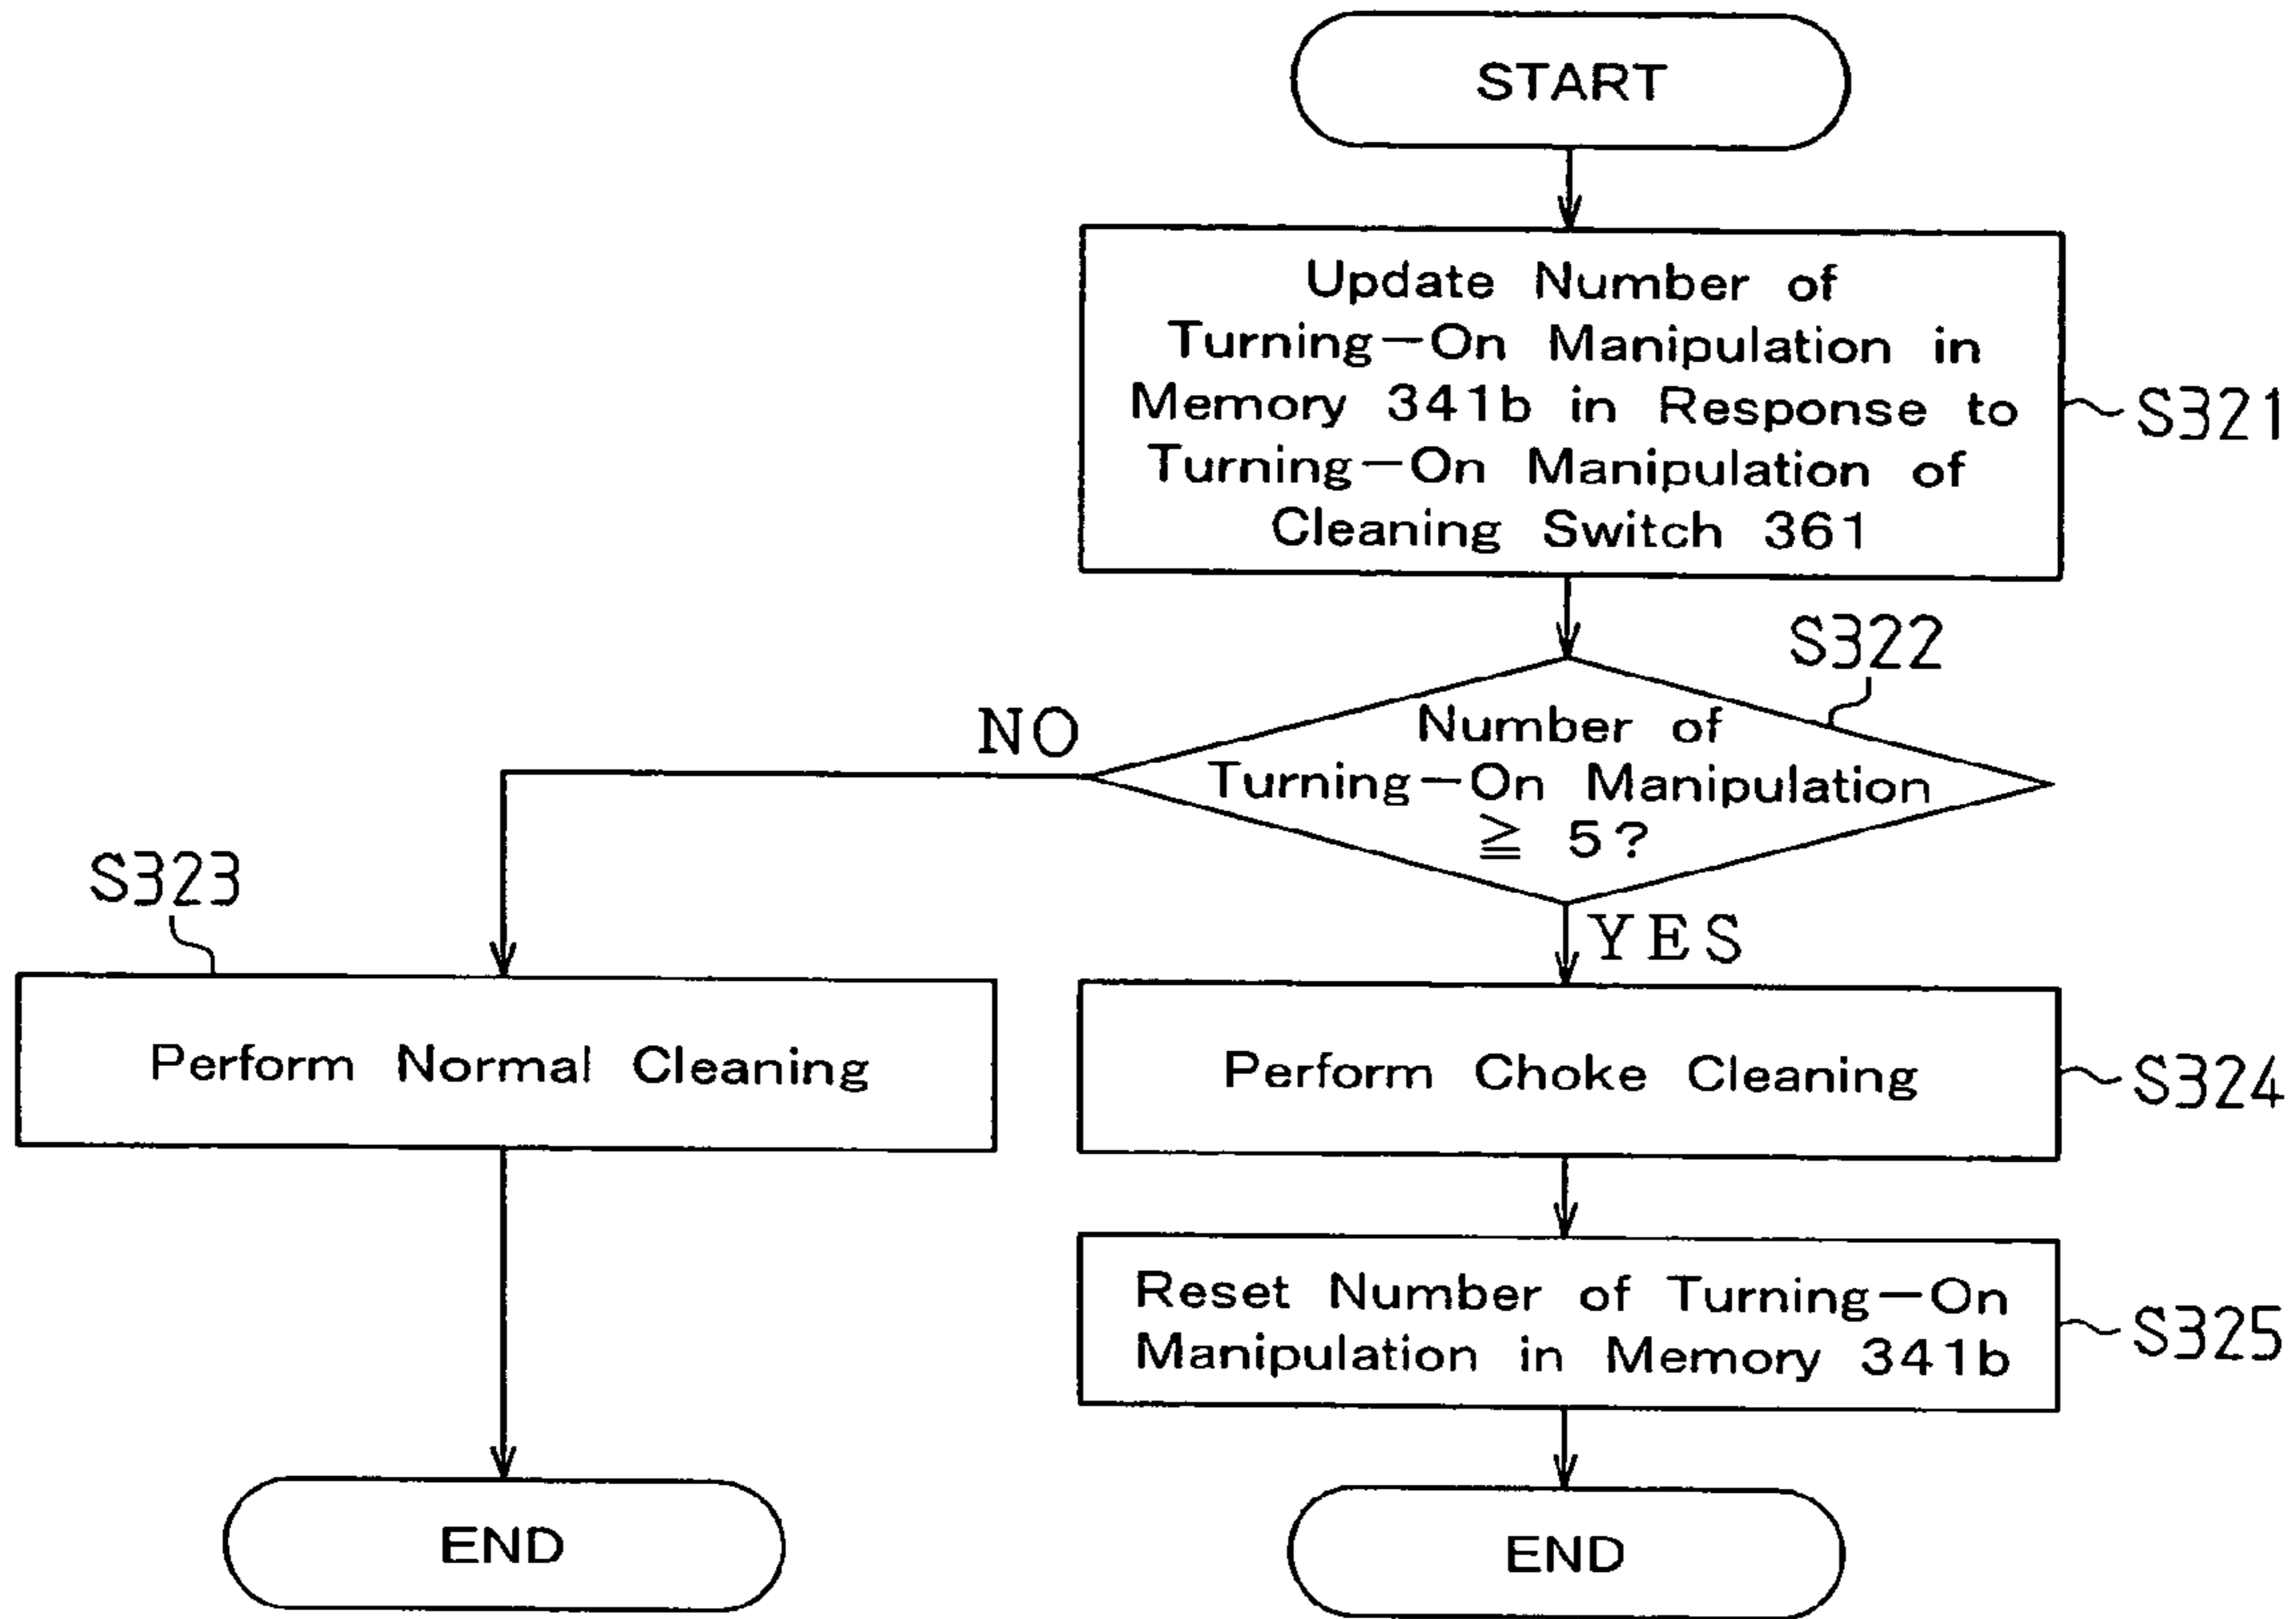 START
Update Number of
Turning-On Manipulation in
Memory 341b in Response to
Turning-On Manipulation of
Cleaning Switch 361
S321
S322
Number of
Turning-On Manipulation
≧ 5?
NO
YES
S323
Perform Normal Cleaning
Perform Choke Cleaning
S324
Reset Number of Turning-On
Manipulation in Memory 341b
S325
END
END